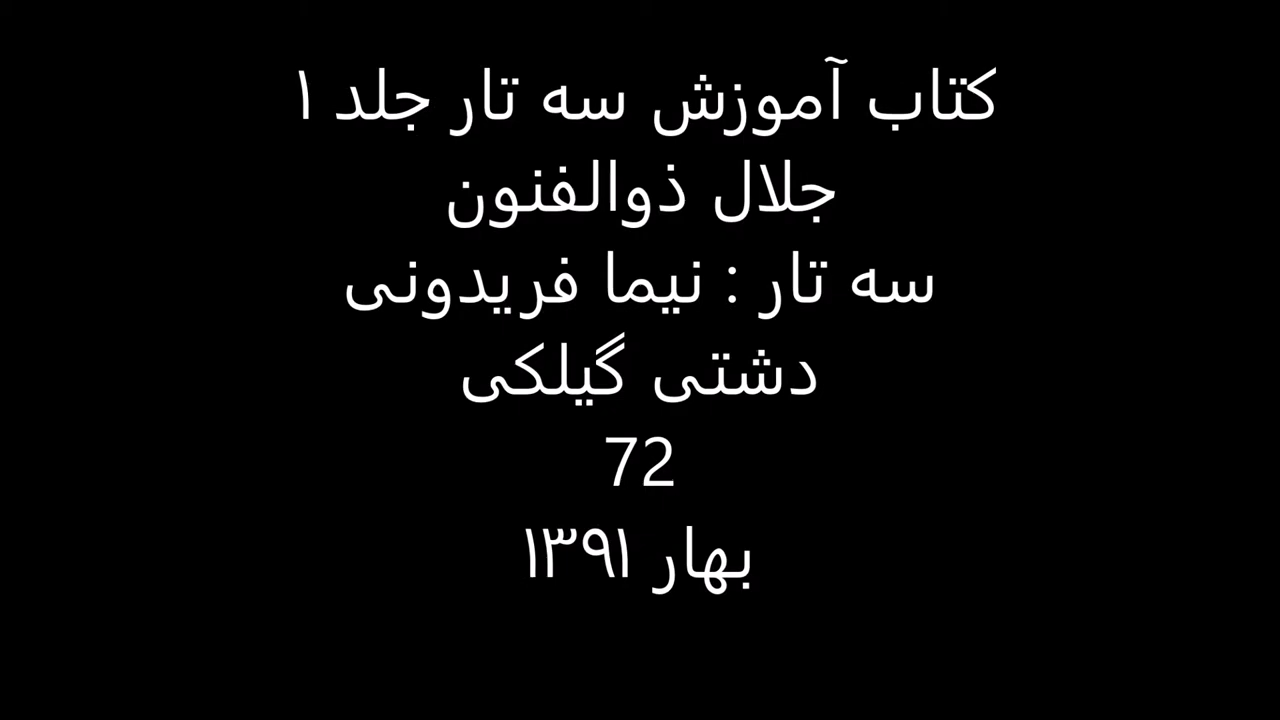 کتاب آموزش سه تار جلد ۱
جلال ذوالفنون
سه تار : نیما فریدونی
دشتی گیلکی
72
بهار ۱۳۹۱